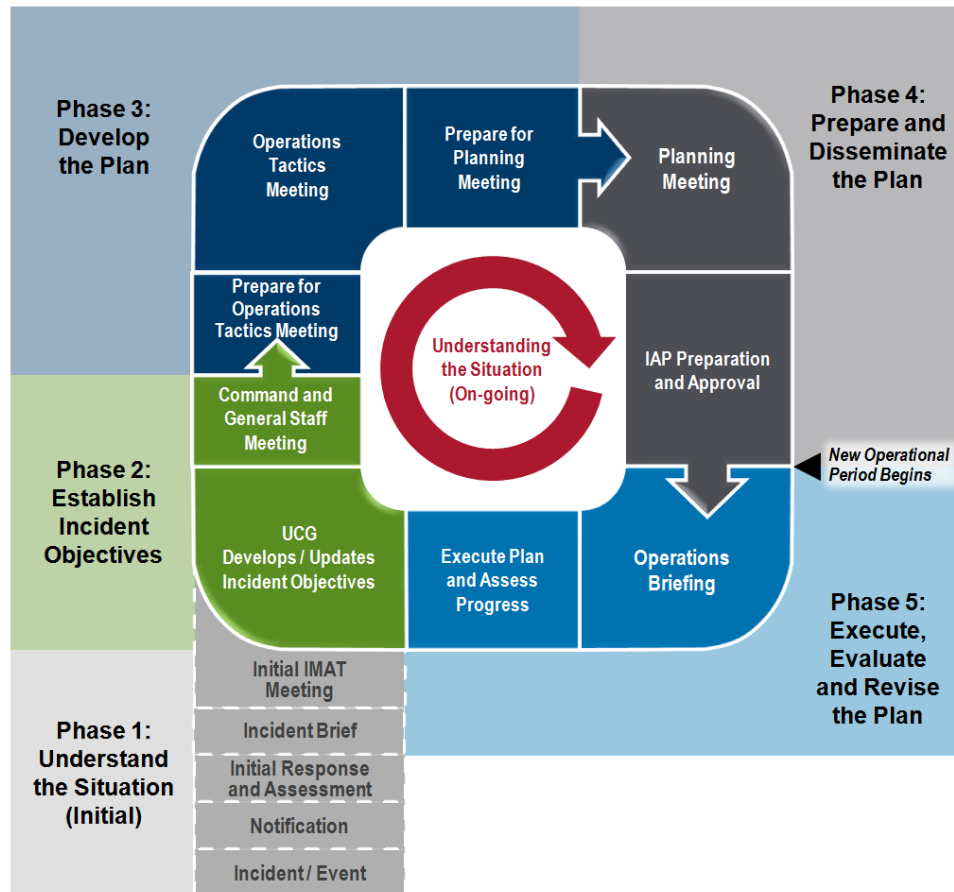 Phase 3:
Develop
the Plan
Operations
Tactics
Meeting
Prepare for
Planning
Meeting
Planning
Meeting
Phase 4:
Prepare and
Disseminate
the Plan
Prepare for
Operations
Tactics Meeting
Understanding
the Situation
(On-going)
IAP Preparation
and Approval
Command and
General Staff
Meeting
New Operational
Period Begins
Phase 2:
Establish
Incident
Objectives
UCG
Develops / Updates
Incident Objectives
Execute Plan
and Assess
Progress
Operations
Briefing
Phase 5:
Execute,
Evaluate
and Revise
the Plan
Phase 1:
Understand
the Situation
(Initial)
Initial IMAT
Meeting
Incident Brief
Initial Response
and Assessment
Notification
Incident / Event